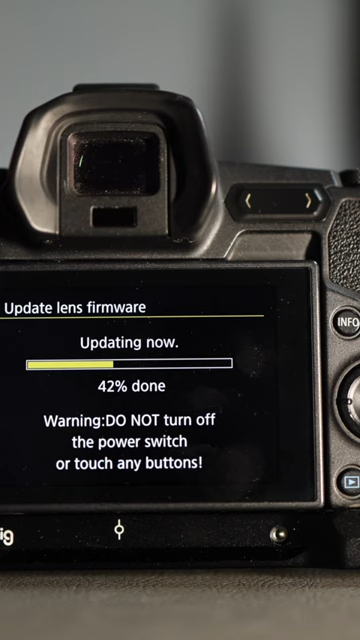 Update lens firmware
Updating now.
42% done
Warning:DO NOT turn off
the power switch
or touch any buttons!
INFO